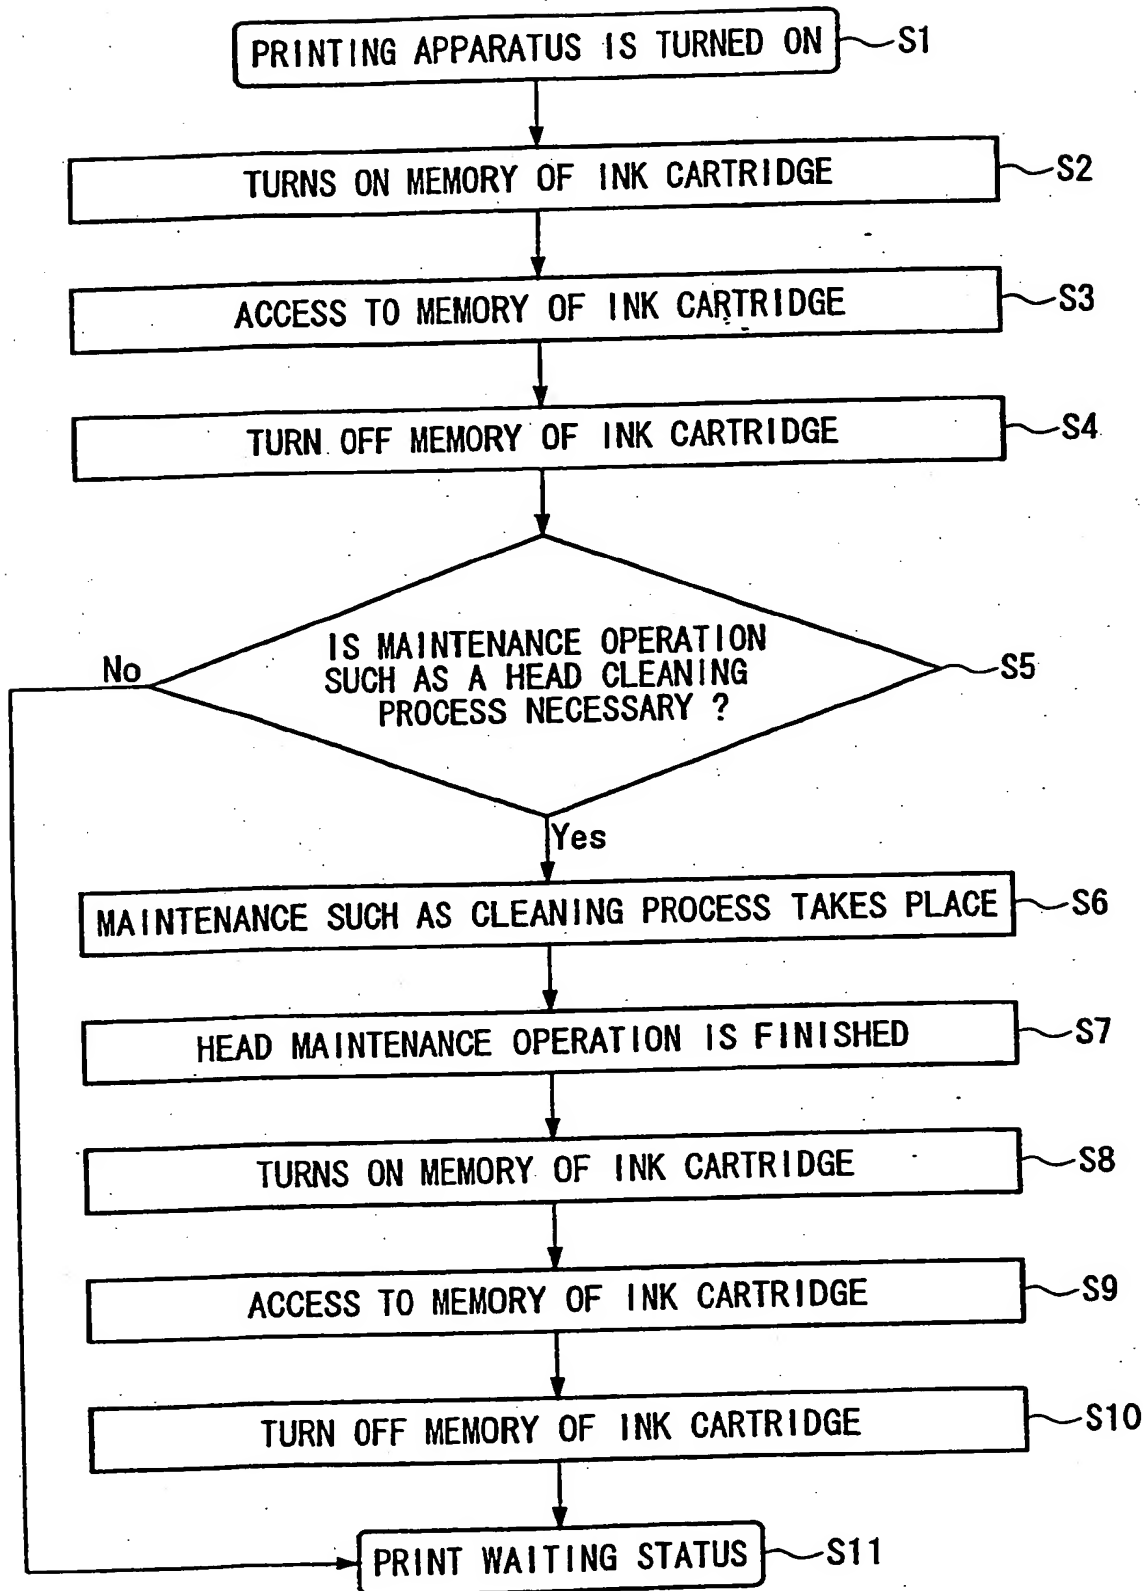 PRINTING APPARATUS IS TURNED ON
S1
TURNS ON MEMORY OF INK CARTRIDGE
S2
ACCESS TO MEMORY OF INK CARTRIDGE
S3
TURN OFF MEMORY OF INK CARTRIDGE
S4
IS MAINTENANCE OPERATION
SUCH AS A HEAD CLEANING
PROCESS NECESSARY ?
S5
No
Yes
MAINTENANCE SUCH AS CLEANING PROCESS TAKES PLACE
S6
HEAD MAINTENANCE OPERATION IS FINISHED
S7
TURNS ON MEMORY OF INK CARTRIDGE
S8
ACCESS TO MEMORY OF INK CARTRIDGE
S9
TURN OFF MEMORY OF INK CARTRIDGE
S10
PRINT WAITING STATUS
S11